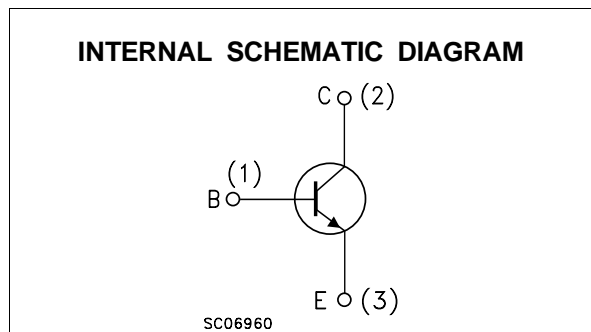 INTERNAL SCHEMATIC DIAGRAM
C (2)
(1)
B
E (3)
SC06960